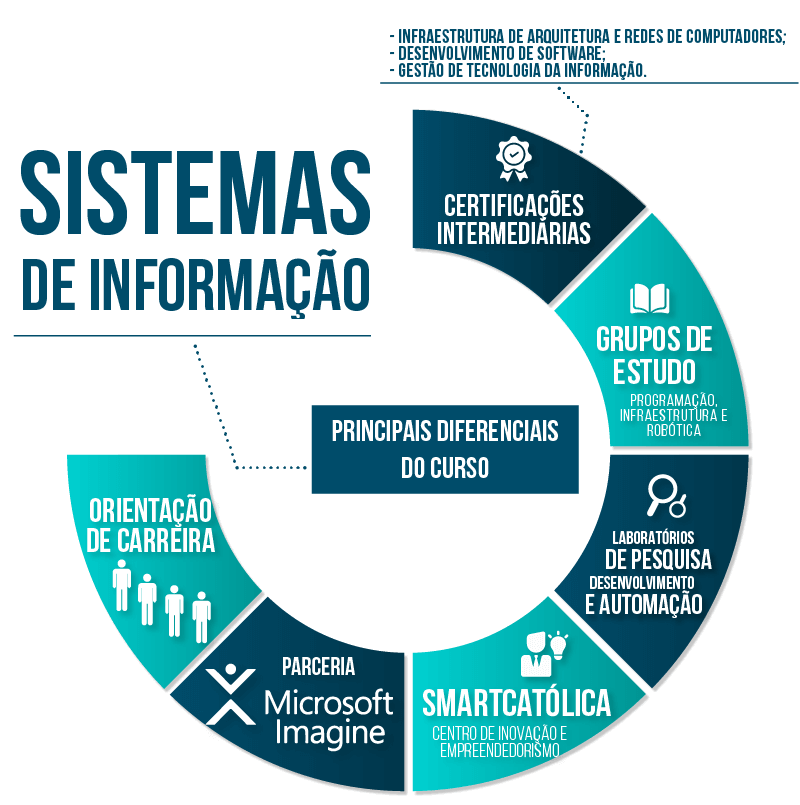 - INFRAESTRUTURA DE ARQUITETURA E REDES DE COMPUTADORES;
- DESENVOLVIMENTO DE SOFTWARE;
- GESTÃO DE TECNOLOGIA DA INFORMAÇÃO.
SISTEMAS
DE INFORMAÇÃO
PRINCIPAIS DIFERENCIAIS
DO CURSO
CERTIFICAÇÕES
INTERMEDIÁRIAS
GRUPOS DE
ESTUDO
PROGRAMAÇÃO,
INFRAESTRUTURA E
ROBÓTICA
LABORATÓRIOS
DE PESQUISA
DESENVOLVIMENTO
E AUTOMAÇÃO
SMARTCATÓLICA
CENTRO DE INOVAÇÃO E
EMPREENDEDORISMO
PARCERIA
Microsoft
Imagine
ORIENTAÇÃO
DE CARREIRA